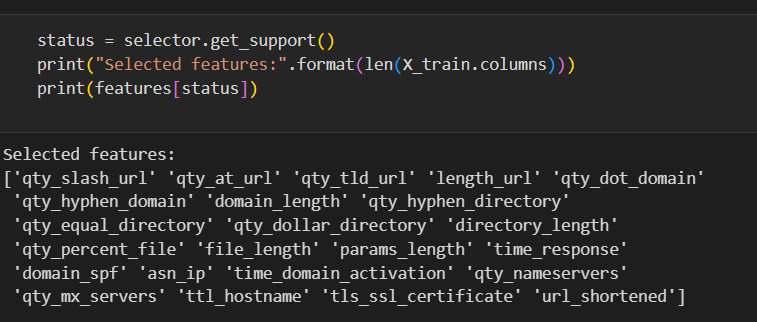 status = selector.get_support()
print("Selected features:".format(len(X_train.columns)))
print(features[status])
Selected features:
['qty_slash_url' 'qty_at_url' 'qty_tld_url' 'length_url' 'qty_dot_domain'
'qty_hyphen_domain' 'domain_length' 'qty_hyphen_directory'
'qty_equal_directory' 'qty_dollar_directory' 'directory_length'
'qty_percent_file' 'file_length' 'params_length' 'time_response'
'domain_spf' 'asn_ip' 'time_domain_activation' 'qty_nameservers'
'qty_mx_servers' 'ttl_hostname' 'tls_ssl_certificate' 'url_shortened']